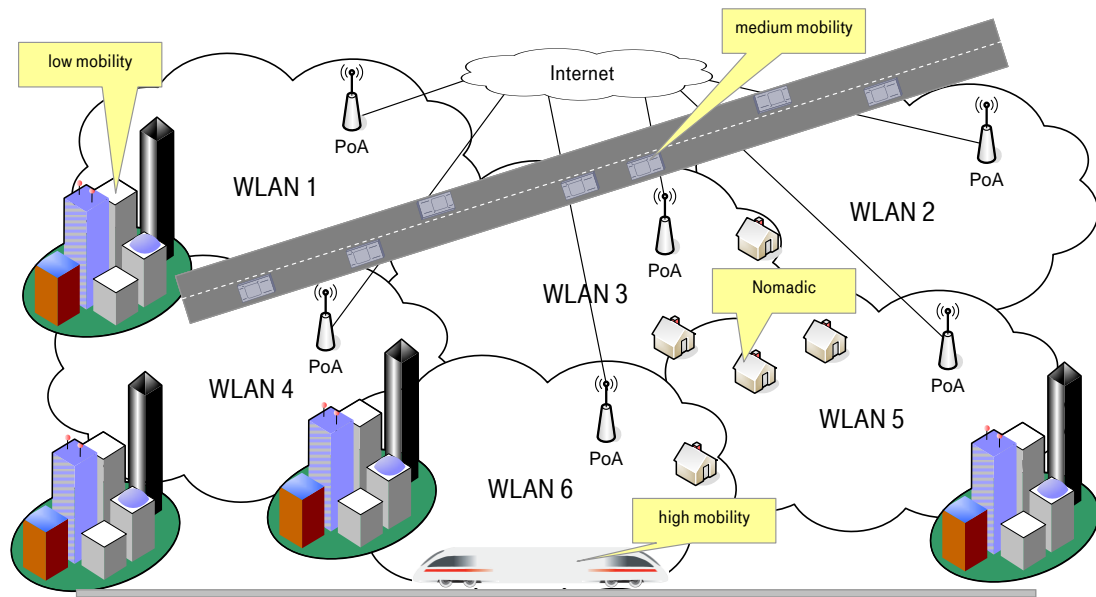 medium mobility
low mobility
Internet
PoA
PoA
WLAN 1
WLAN 2
PoA
Nomadic
WLAN 3
PoA
PoA
WLAN 4
WLAN 5
PoA
WLAN 6
high mobility